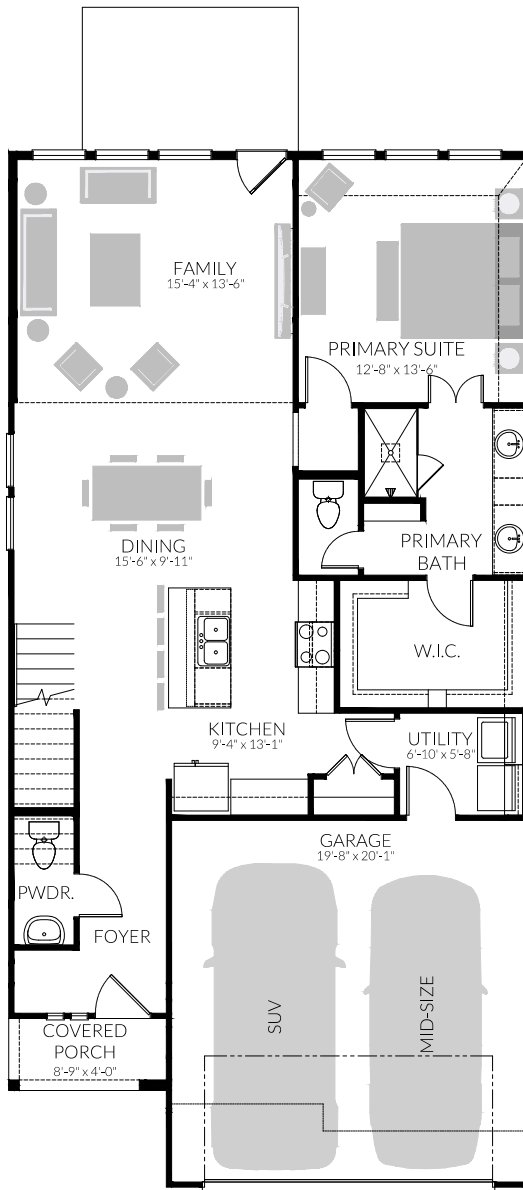 FAMILY
15'-4" x 13'-6"
PRIMARY SUITE
12'-8" x 13'-6"
DINING
15'-6" x 9'-11"
PRIMARY
BATH
W.I.C.
KITCHEN
9'-4" x 13'-1"
UTILITY
6'-10' x 5'-8"
GARAGE
19'-8" x 20'-1"
PWDR.
FOYER
SUV
MID-SIZE
COVERED
PORCH
8'-9" x 4'-0"